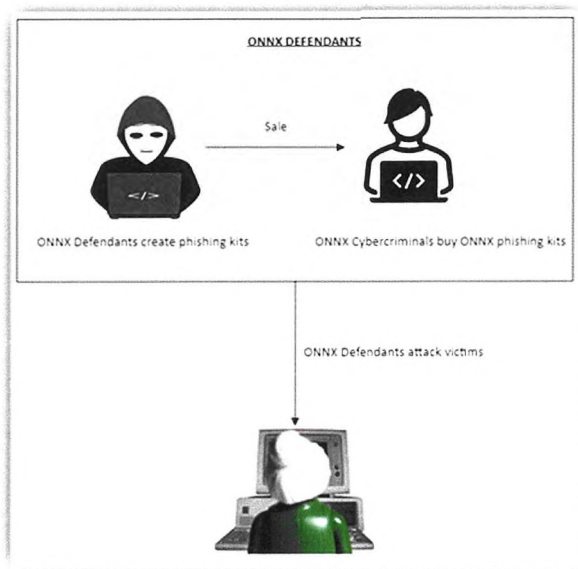 ONNX DEFENDANTS
Sale
</>
</>
ONNX Defendants create phishing kits
ONNX Cybercriminals buy ONNX phishing kits
ONNX Defendants attack victims